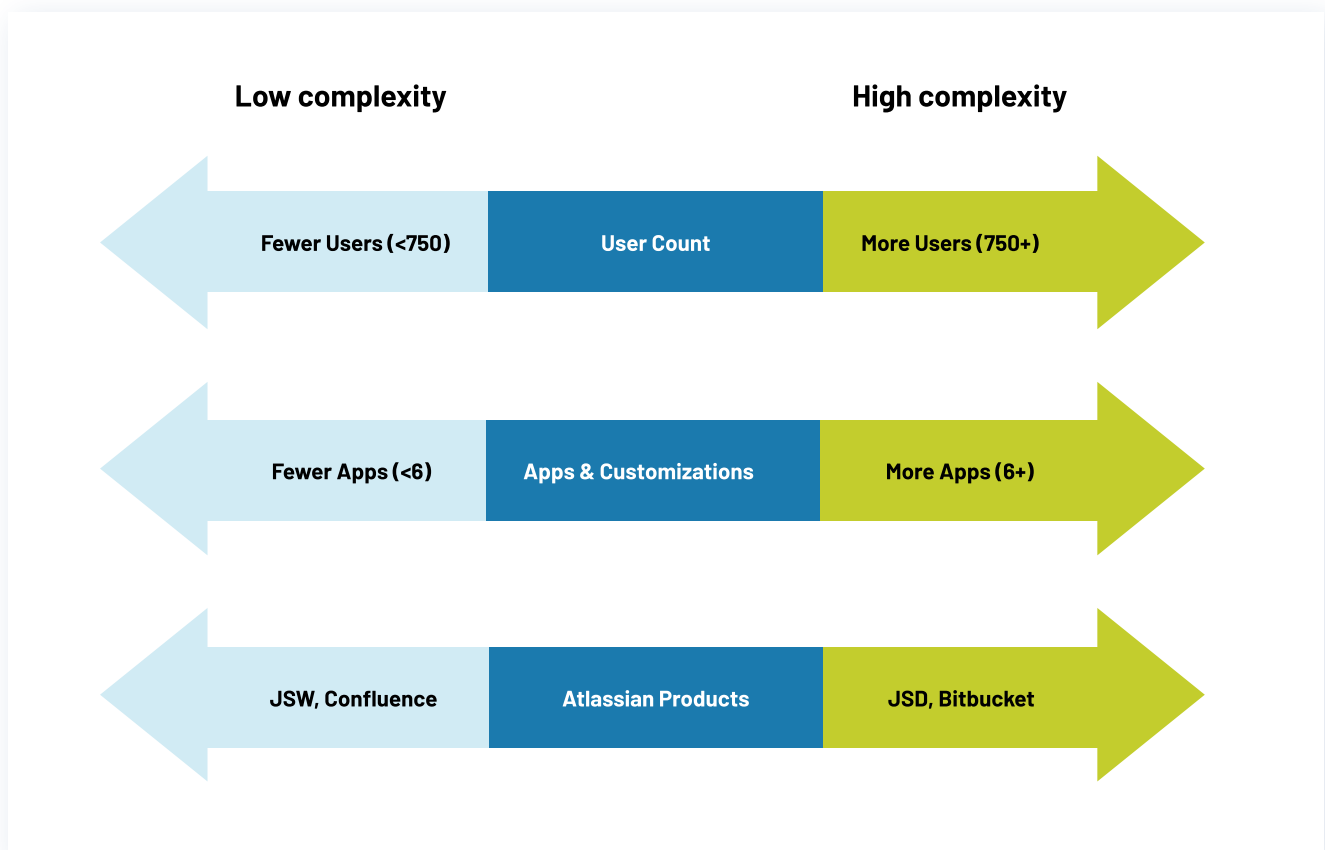 Low complexity
High complexity
Fewer Users (<750)
User Count
More Users (750+)
Fewer Apps (<6)
Apps & Customizations
More Apps (6+)
JSW, Confluence
Atlassian Products
JSD, Bitbucket